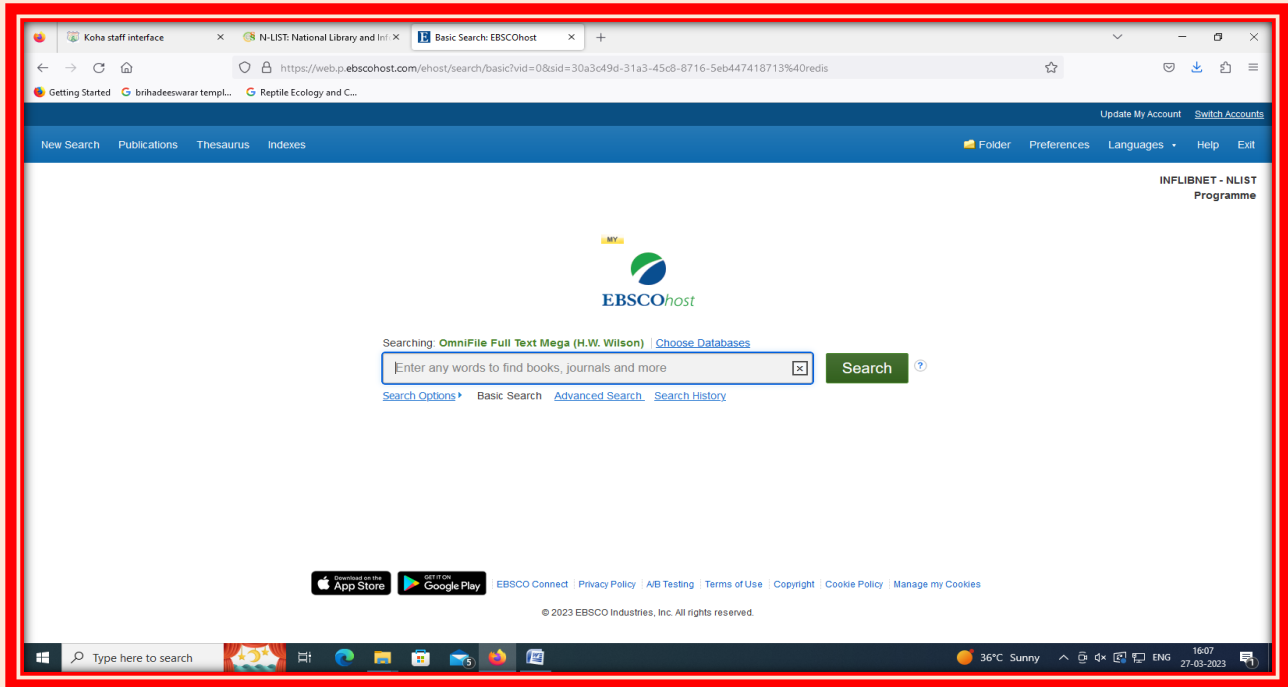 Koha staff interface
N-LIST: National Library and Infr
Basic Search: EBSCOhost
https://web.p.ebscohost.com/ehost/search/basic?vid=0&sid=30a3c49d-31a3-45c8-8716-5eb447418713%40redis
Getting Started G brihadeeswarar templ... G Reptile Ecology and C...
Update My Account Switch Accounts
New Search Publications Thesaurus Indexes Folder Preferences Languages Help Exit
INFLIBNET - NLIST
Programme
MY
EBSCOhost
Searching: OmniFile Full Text Mega (H.W. Wilson) | Choose Databases
Enter any words to find books, journals and more Search ?
Search Options Basic Search Advanced Search Search History
Download on the App Store GET IT ON Google Play EBSCO Connect | Privacy Policy | A/B Testing | Terms of Use | Copyright | Cookie Policy | Manage my Cookies
© 2023 EBSCO Industries, Inc. All rights reserved.
Type here to search 5 36°C Sunny ENG 16:07
27-03-2023 1